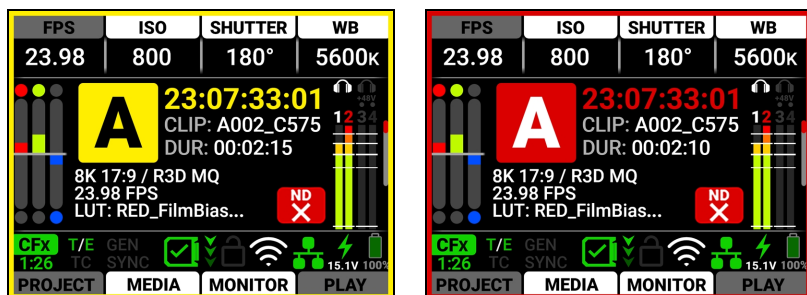 FPS ISO SHUTTER WB
23.98 800 180° 5600K
+48V
A 23:07:33:01 1 2 3 4
CLIP: A002_C575
DUR: 00:02:15
8K 17:9 / R3D MQ
23.98 FPS
LUT: RED_FilmBias... ND
CFx T/E GEN
1:26 TC SYNC 15.1V 100%
PROJECT MEDIA MONITOR PLAY
FPS ISO SHUTTER WB
23.98 800 180° 5600K
+48V
A 23:07:33:01 1 2 3 4
CLIP: A002_C575
DUR: 00:02:10
8K 17:9 / R3D MQ
23.98 FPS
LUT: RED_FilmBias... ND
CFx T/E GEN
1:26 TC SYNC 15.1V 100%
PROJECT MEDIA MONITOR PLAY